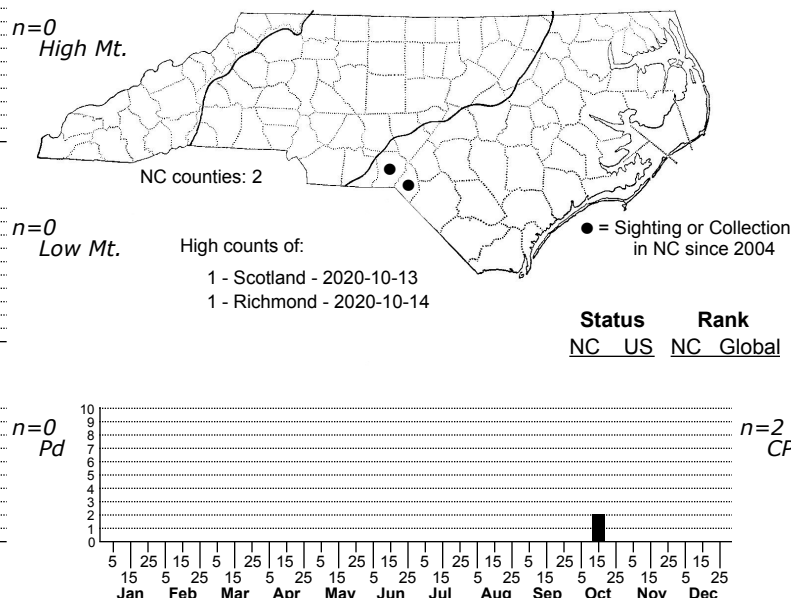 n=0
High Mt.
NC counties: 2
n=0
Low Mt.
High counts of:
1 - Scotland - 2020-10-13
1 - Richmond - 2020-10-14
● = Sighting or Collection
in NC since 2004
Status Rank
NC US NC Global
n=0
Pd
n=2
CP
10
9
8
7
6
5
4
3
2
1
0
5 25 15 5 25 15 5 25 15 5 25 15 5 25 15 5 25 15
15 5 25 15 5 25 15 5 25 15 5 25 15 5 25 15 5 25
Jan Feb Mar Apr May Jun Jul Aug Sep Oct Nov Dec